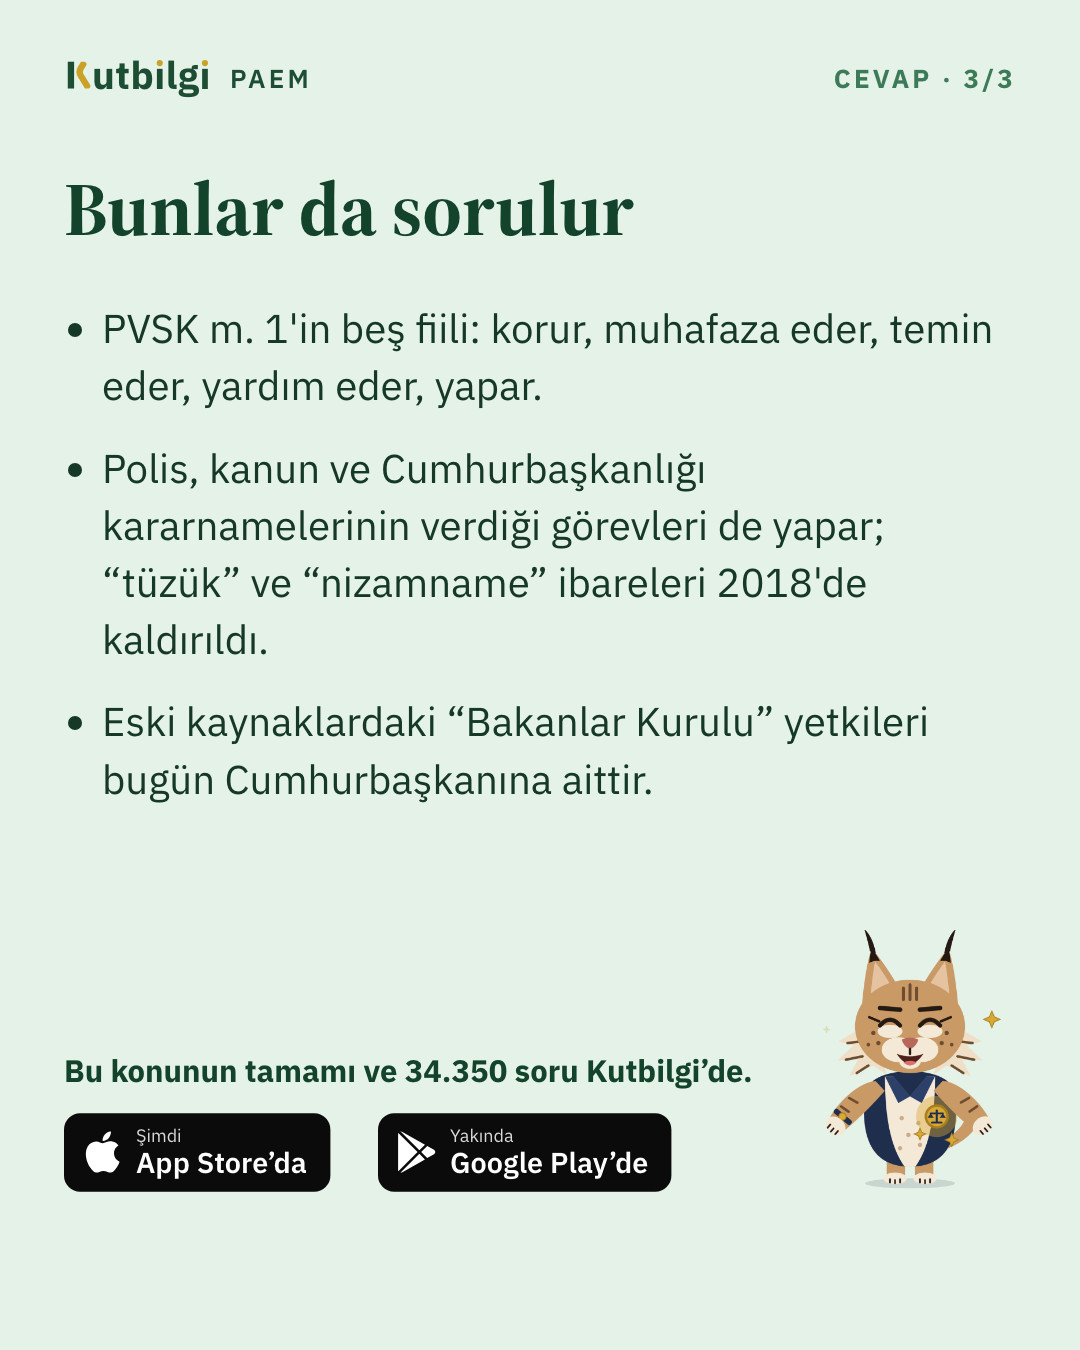 Kutbilgi PAEM
CEVAP · 3/3
Bunlar da sorulur
• PVSK m. 1'in beş fiili: korur, muhafaza eder, temin
eder, yardım eder, yapar.
• Polis, kanun ve Cumhurbaşkanlığı
kararnamelerinin verdiği görevleri de yapar;
“tüzük” ve “nizamname” ibareleri 2018'de
kaldırıldı.
• Eski kaynaklardaki “Bakanlar Kurulu” yetkileri
bugün Cumhurbaşkanına aittir.
Bu konunun tamamı ve 34.350 soru Kutbilgi’de.
Şimdi
App Store’da
Yakında
Google Play’de